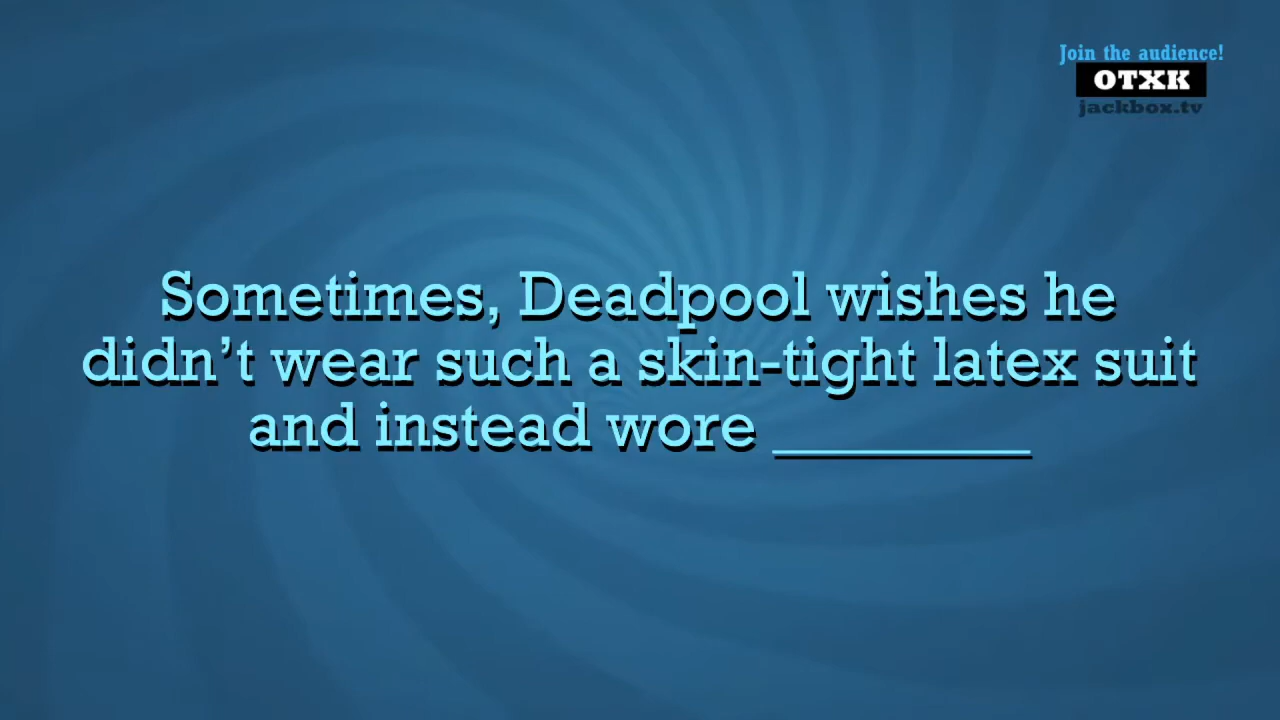 Join the audience!
OTXK
jackbox.tv
Sometimes, Deadpool wishes he
didn't wear such a skin-tight latex suit
and instead wore ________